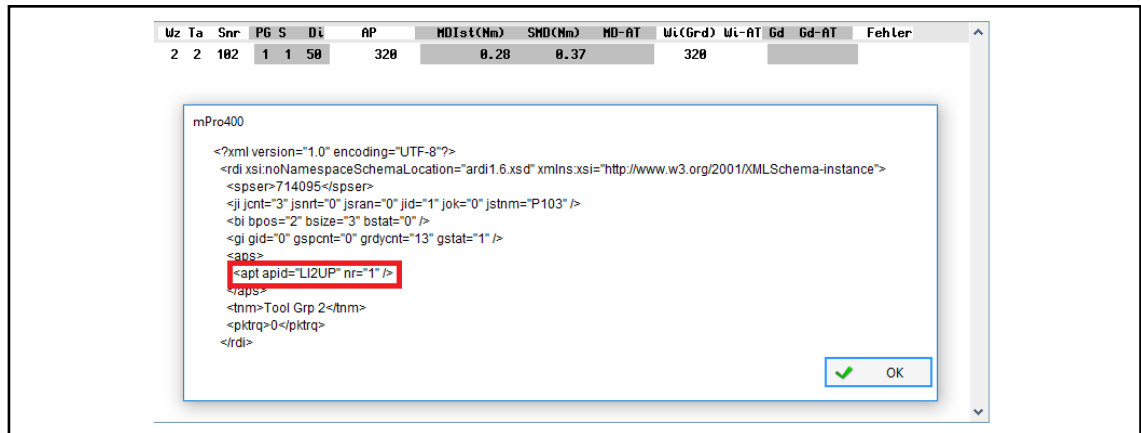 Wz Ta Snr PG S Di AP MDIst(Nm) SMD(Nm) MD-AT Wi(Grd) Wi-AT Gd Gd-AT Fehler
2 2 102 1 1 50 320 0.28 0.37 320
mPro400
<?xml version="1.0" encoding="UTF-8"?>
<rdi xsi:noNamespaceSchemaLocation="ardi1.6.xsd" xmlns:xsi="http://www.w3.org/2001/XMLSchema-instance">
<spser>714095</spser>
<ji jcnt="3" jsnrt="0" jsran="0" jid="1" jok="0" jstnm="P103" />
<bi bpos="2" bsize="3" bstat="0" />
<gi gid="0" gspcnt="0" grdycnt="13" gstat="1" />
<aps>
<apt apid="LI2UP" nr="1" />
</aps>
<tnm>Tool Grp 2</tnm>
<pktrq>0</pktrq>
</rdi>
OK